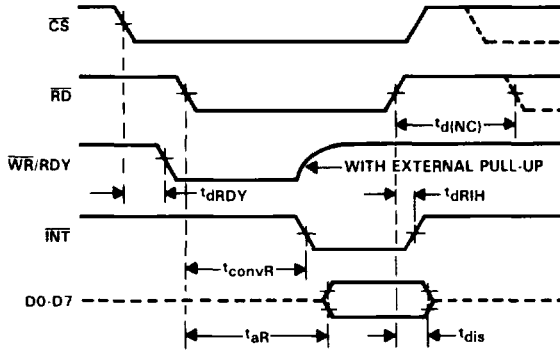 CS
RD
td(NC)
WR/RDY
WITH EXTERNAL PULL-UP
tdRDY
tdRIH
INT
tconvR
D0-D7
taR
tdis